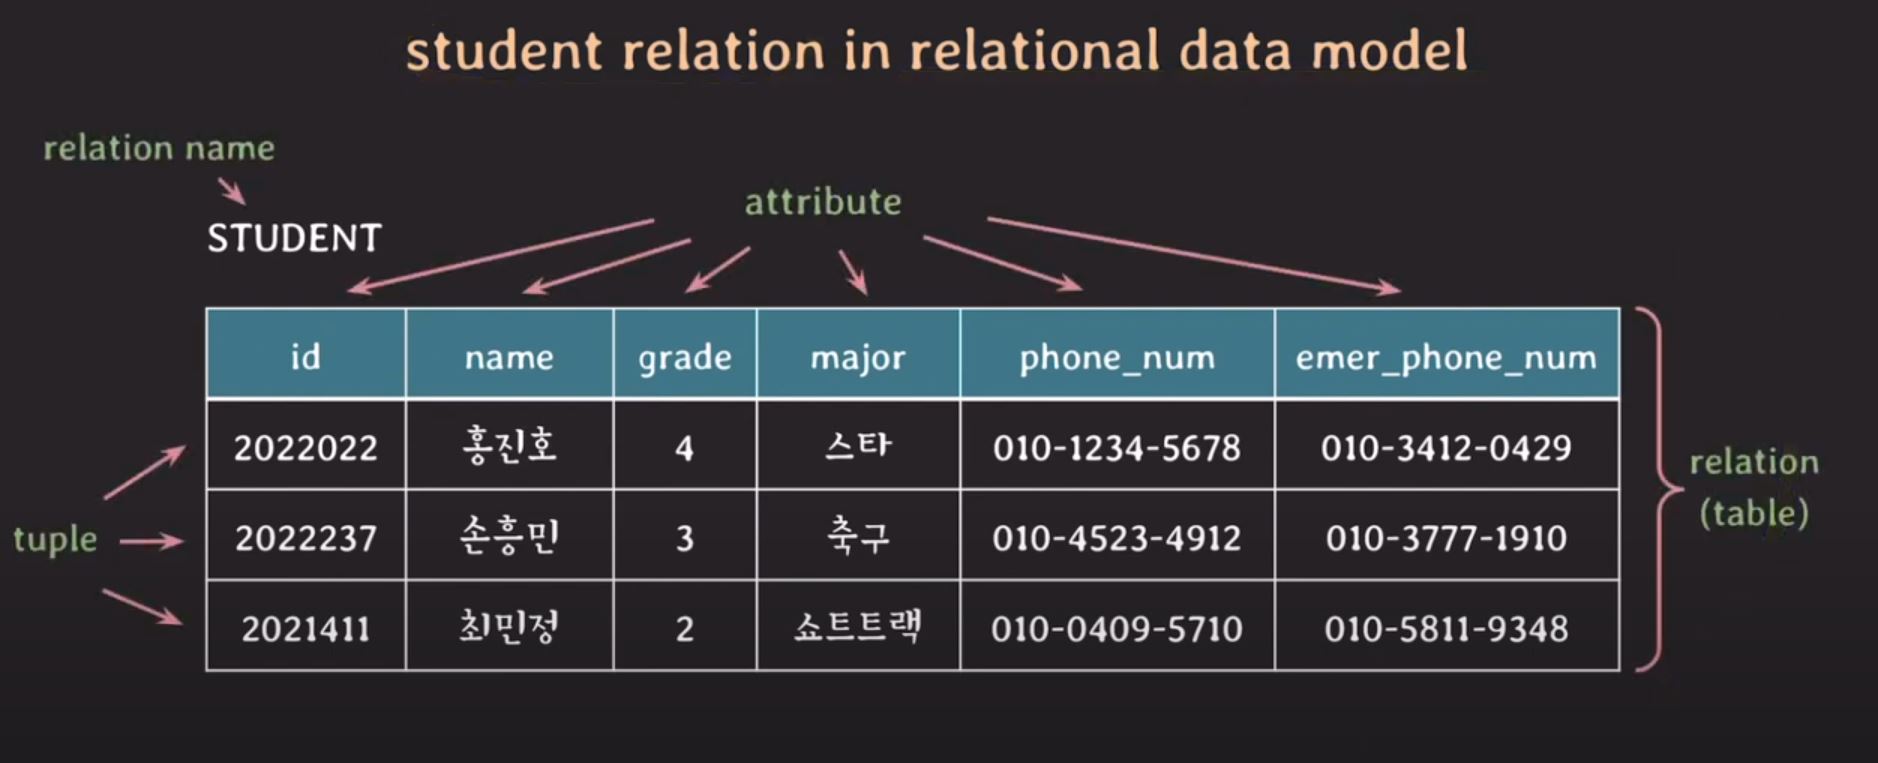 student relation in relational data model
relation name
STUDENT
attribute
id name grade major phone_num emer_phone_num
2022022 홍진호 4 스타 010-1234-5678 010-3412-0429
tuple 2022237 손흥민 3 축구 010-4523-4912 010-3777-1910
2021411 최민정 2 쇼트트랙 010-0409-5710 010-5811-9348
relation
(table)